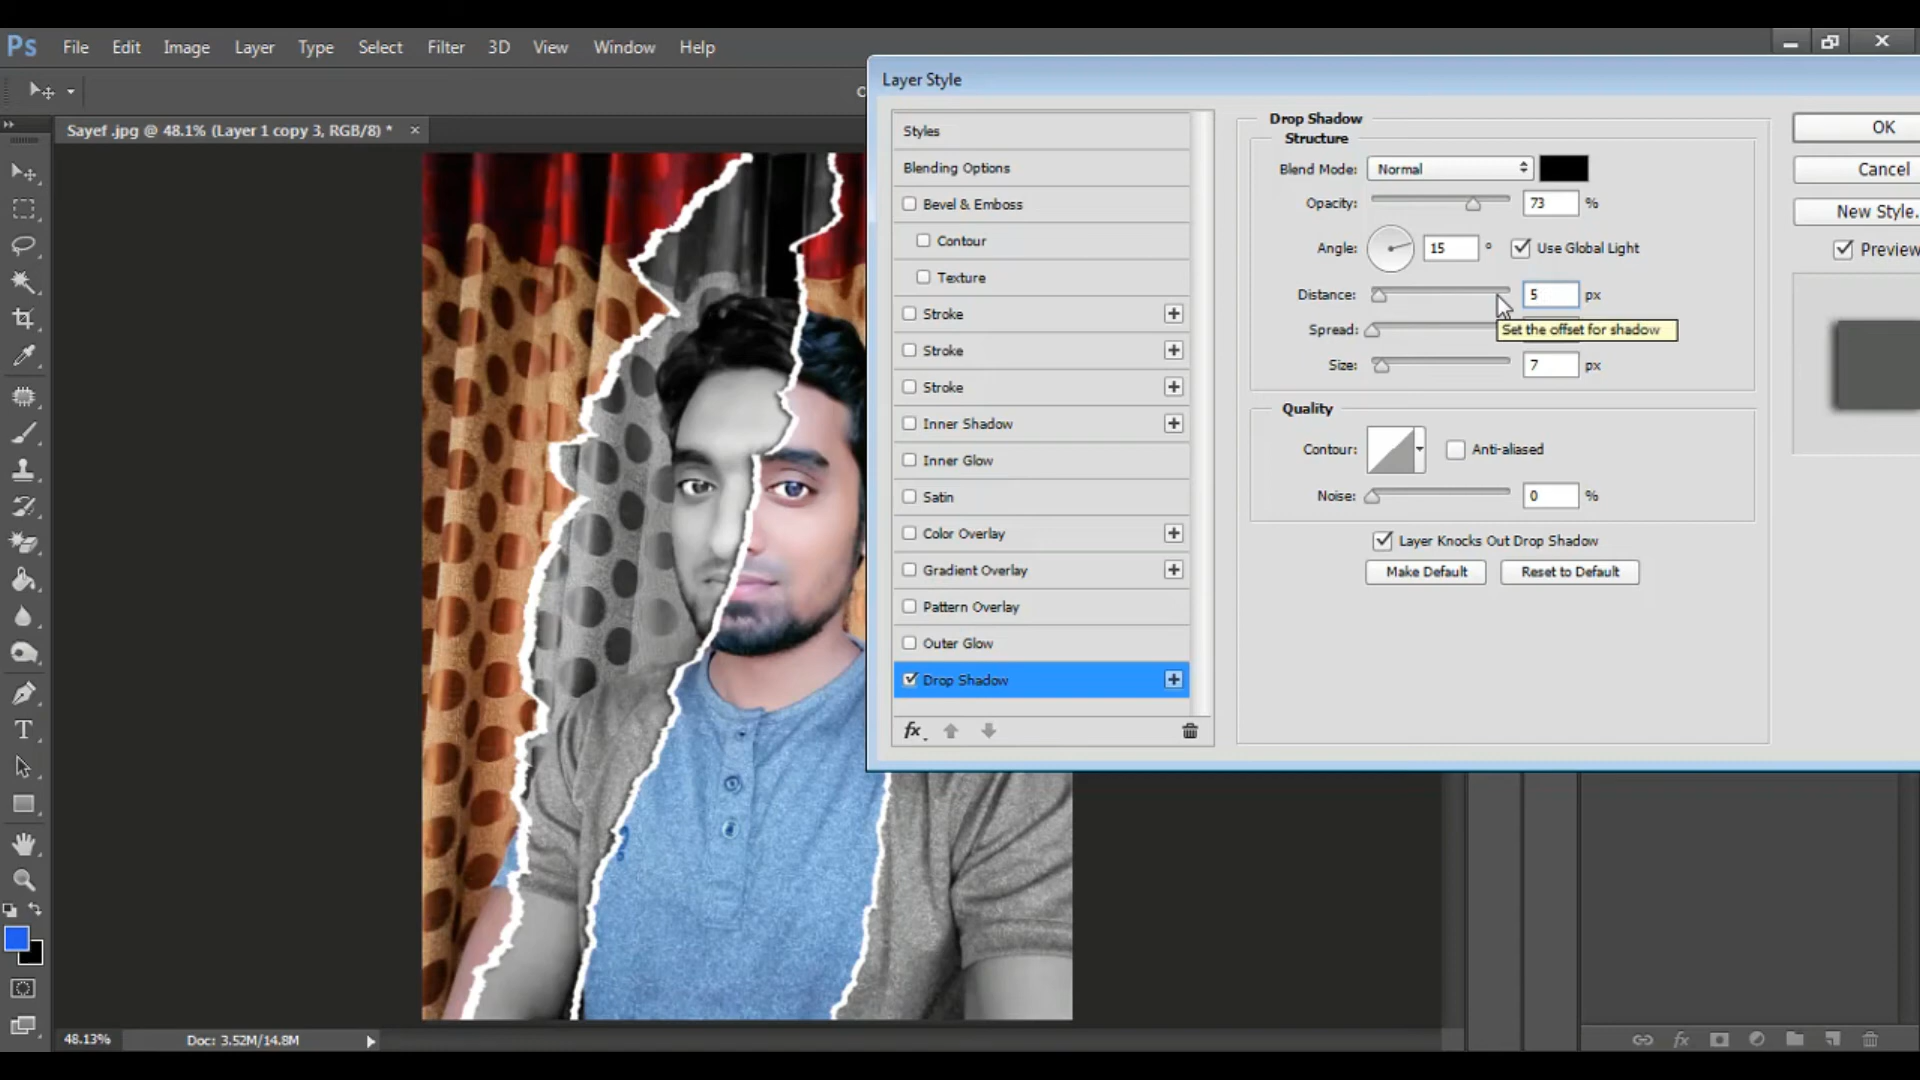 Ps File Edit Image Layer Type Select Filter 3D View Window Help
Layer Style
Sayef .jpg @ 48.1% (Layer 1 copy 3, RGB/8) * ×
Styles
Blending Options
Bevel & Emboss
Contour
Texture
Stroke
Stroke
Stroke
Inner Shadow
Inner Glow
Satin
Color Overlay
Gradient Overlay
Pattern Overlay
Outer Glow
Drop Shadow
fx
Drop Shadow
Structure
Blend Mode: Normal
Opacity: 73 %
Angle: 15 ° Use Global Light
Distance: 5 px
Spread:
Set the offset for shadow
Size: 7 px
Quality
Contour: Anti-aliased
Noise: 0 %
Layer Knocks Out Drop Shadow
Make Default Reset to Default
OK
Cancel
New Style.
Preview
T
48.13% Doc: 3.52M/14.8M
fx